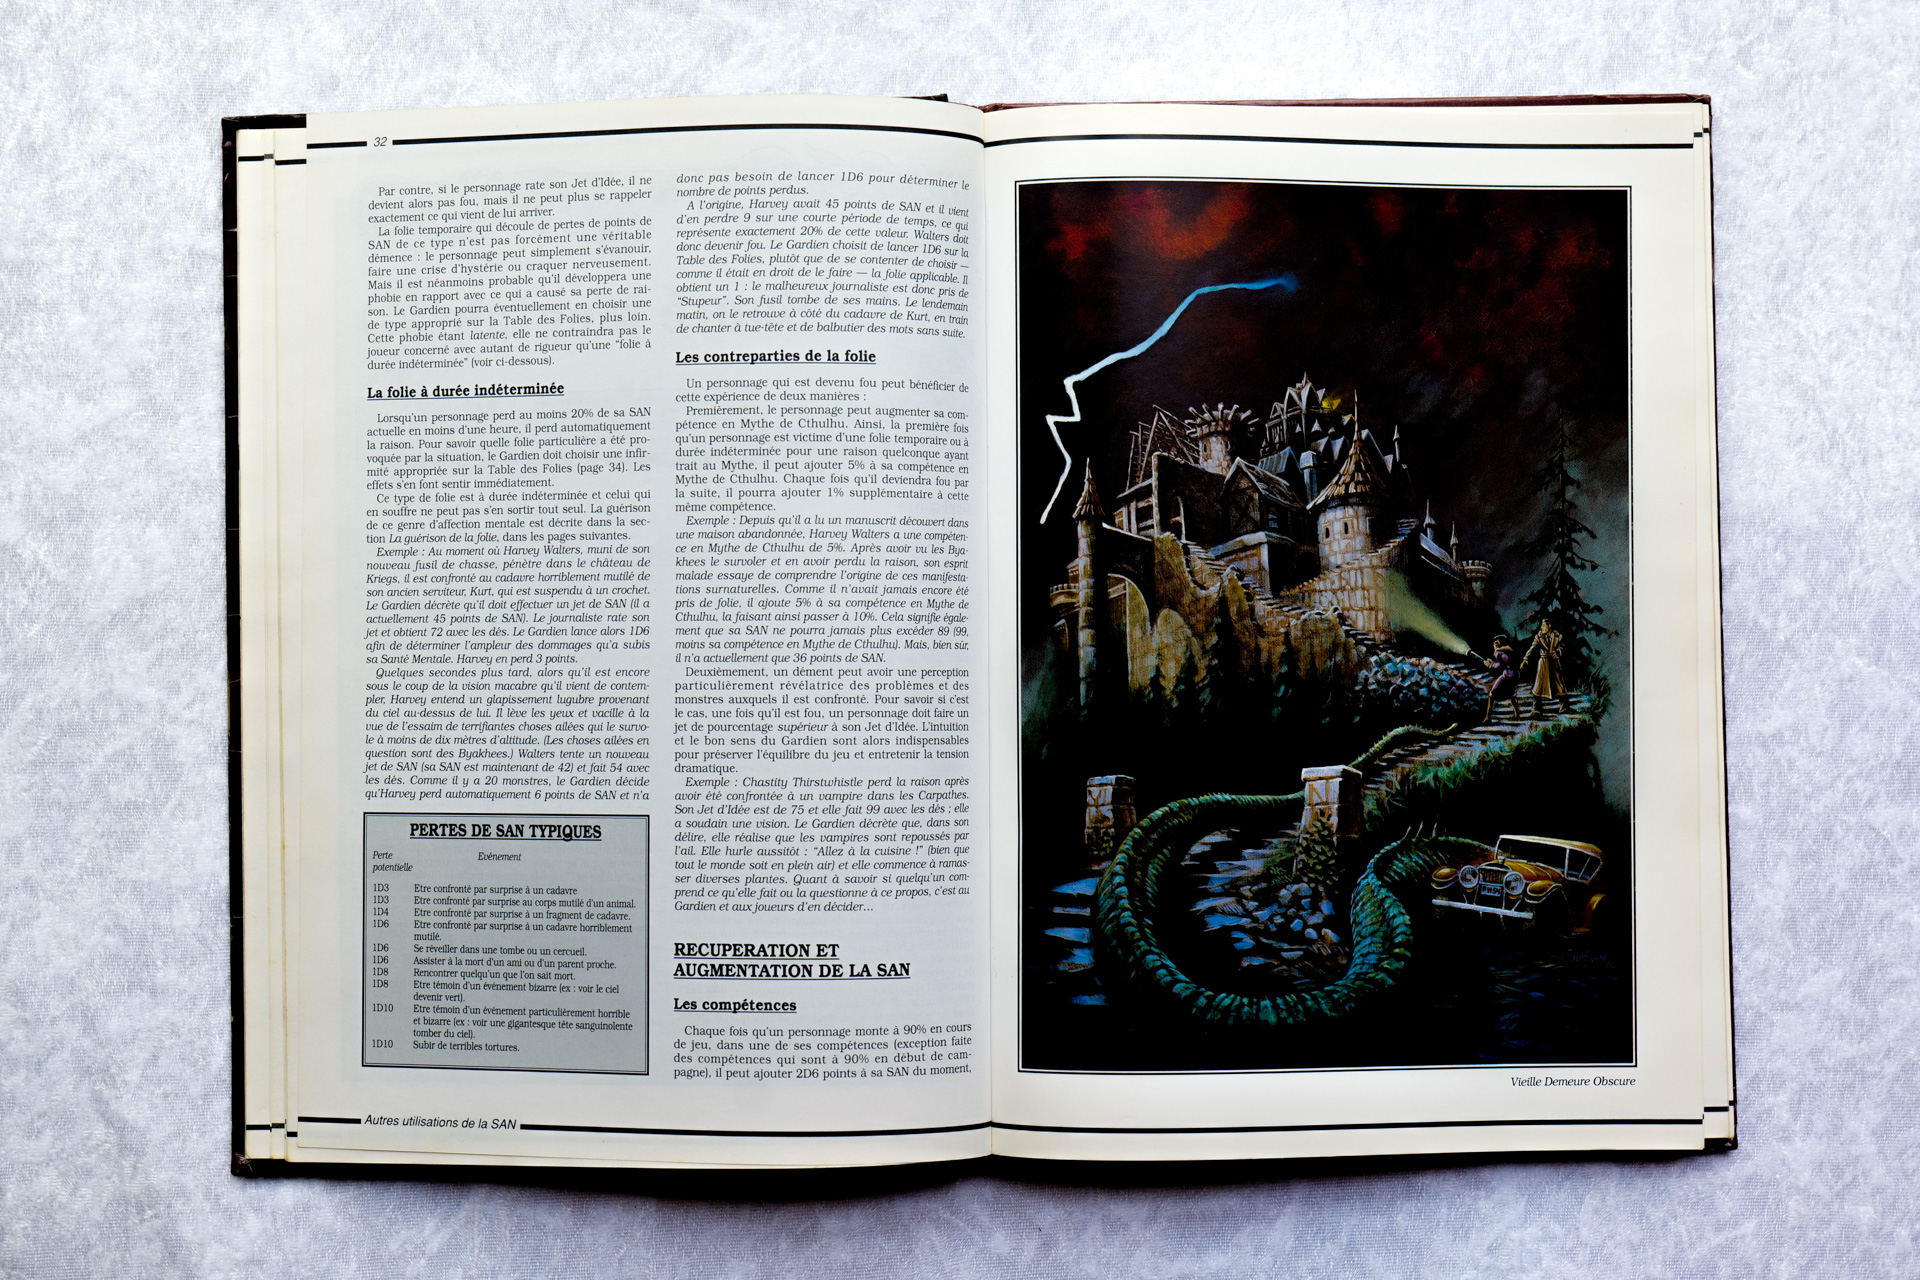 32
Par contre, si le personnage rate son Jet d'Idée, il ne
devient alors pas fou, mais il ne peut plus se rappeler
exactement ce qui vient de lui arriver.
La folie temporaire qui découle de pertes de points de
SAN de ce type n'est pas forcément une véritable
démence : le personnage peut simplement s'évanouir,
faire une crise d'hystérie ou craquer nerveusement.
Mais il est néanmoins probable qu'il développera une
phobie en rapport avec ce qui a causé sa perte de rai-
son. Le Gardien pourra éventuellement en choisir une
de type approprié sur la Table des Folies, plus loin.
Cette phobie étant latente, elle ne contraindra pas le
joueur concerné avec autant de rigueur qu'une "folie à
durée indéterminée" (voir ci-dessous).
La folie à durée indéterminée
Lorsqu'un personnage perd au moins 20% de sa SAN
actuelle en moins d'une heure, il perd automatiquement
la raison. Pour savoir quelle folie particulière a été pro-
voquée par la situation, le Gardien doit choisir une infir-
mité appropriée sur la Table des Folies (page 34). Les
effets s'en font sentir immédiatement.
Ce type de folie est à durée indéterminée et celui qui
en souffre ne peut pas s'en sortir tout seul. La guérison
de ce genre d'affection mentale est décrite dans la sec-
tion La guérison de la folie, dans les pages suivantes.
Exemple : Au moment où Harvey Walters, muni de son
nouveau fusil de chasse, pénètre dans le château de
Kriegs, il est confronté au cadavre horriblement mutilé de
son ancien serviteur, Kurt, qui est suspendu à un crochet.
Le Gardien décrète qu'il doit effectuer un jet de SAN (il a
actuellement 45 points de SAN). Le journaliste rate son
jet et obtient 72 avec les dés. Le Gardien lance alors 1D6
afin de déterminer l'ampleur des dommages qu'a subis
sa Santé Mentale. Harvey en perd 3 points.
Quelques secondes plus tard, alors qu'il est encore
sous le coup de la vision macabre qu'il vient de contem-
pler, Harvey entend un glapissement lugubre provenant
du ciel au-dessus de lui. Il lève les yeux et vacille à la
vue de l'essaim de terrifiantes choses ailées qui le survo-
le à moins de dix mètres d'altitude. (Les choses ailées en
question sont des Byakhees.) Walters tente un nouveau
jet de SAN (sa SAN est maintenant de 42) et fait 54 avec
les dés. Comme il y a 20 monstres, le Gardien décide
qu'Harvey perd automatiquement 6 points de SAN et n'a
PERTES DE SAN TYPIQUES
Perte potentielle Evénement
1D3 Etre confronté par surprise à un cadavre
1D3 Etre confronté par surprise au corps mutilé d'un animal.
1D4 Etre confronté par surprise à un fragment de cadavre.
1D6 Etre confronté par surprise à un cadavre horriblement
mutilé.
1D6 Se réveiller dans une tombe ou un cercueil.
1D6 Assister à la mort d'un ami ou d'un parent proche.
1D8 Rencontrer quelqu'un que l'on sait mort.
1D8 Etre témoin d'un événement bizarre (ex : voir le ciel
devenir vert).
1D10 Etre témoin d'un événement particulièrement horrible
et bizarre (ex : voir une gigantesque tête sanguinolente
tomber du ciel).
1D10 Subir de terribles tortures.
donc pas besoin de lancer 1D6 pour déterminer le
nombre de points perdus.
A l'origine, Harvey avait 45 points de SAN et il vient
d'en perdre 9 sur une courte période de temps, ce qui
représente exactement 20% de cette valeur. Walters doit
donc devenir fou. Le Gardien choisit de lancer 1D6 sur la
Table des Folies, plutôt que de se contenter de choisir —
comme il était en droit de le faire — la folie applicable. Il
obtient un 1 : le malheureux journaliste est donc pris de
"Stupeur". Son fusil tombe de ses mains. Le lendemain
matin, on le retrouve à côté du cadavre de Kurt, en train
de chanter à tue-tête et de balbutier des mots sans suite.
Les contreparties de la folie
Un personnage qui est devenu fou peut bénéficier de
cette expérience de deux manières :
Premièrement, le personnage peut augmenter sa com-
pétence en Mythe de Cthulhu. Ainsi, la première fois
qu'un personnage est victime d'une folie temporaire ou à
durée indéterminée pour une raison quelconque ayant
trait au Mythe, il peut ajouter 5% à sa compétence en
Mythe de Cthulhu. Chaque fois qu'il deviendra fou par
la suite, il pourra ajouter 1% supplémentaire à cette
même compétence.
Exemple : Depuis qu'il a lu un manuscrit découvert dans
une maison abandonnée, Harvey Walters a une compéten-
ce en Mythe de Cthulhu de 5%. Après avoir vu les Bya-
khees le survoler et en avoir perdu la raison, son esprit
malade essaye de comprendre l'origine de ces manifesta-
tions surnaturelles. Comme il n'avait jamais encore été
pris de folie, il ajoute 5% à sa compétence en Mythe de
Cthulhu, la faisant ainsi passer à 10%. Cela signifie égale-
ment que sa SAN ne pourra jamais plus excéder 89 (99,
moins sa compétence en Mythe de Cthulhu). Mais, bien sûr,
il n'a actuellement que 36 points de SAN.
Deuxièmement, un dément peut avoir une perception
particulièrement révélatrice des problèmes et des
monstres auxquels il est confronté. Pour savoir si c'est
le cas, une fois qu'il est fou, un personnage doit faire un
jet de pourcentage supérieur à son Jet d'Idée. L'intuition
et le bon sens du Gardien sont alors indispensables
pour préserver l'équilibre du jeu et entretenir la tension
dramatique.
Exemple : Chastity Thirstwhistle perd la raison après
avoir été confrontée à un vampire dans les Carpathes.
Son Jet d'Idée est de 75 et elle fait 99 avec les dés ; elle
a soudain une vision. Le Gardien décrète que, dans son
délire, elle réalise que les vampires sont repoussés par
l'ail. Elle hurle aussitôt : "Allez à la cuisine !" (bien que
tout le monde soit en plein air) et elle commence à ramas-
ser diverses plantes. Quant à savoir si quelqu'un com-
prend ce qu'elle fait ou la questionne à ce propos, c'est au
Gardien et aux joueurs d'en décider...
RECUPERATION ET
AUGMENTATION DE LA SAN
Les compétences
Chaque fois qu'un personnage monte à 90% en cours
de jeu, dans une de ses compétences (exception faite
des compétences qui sont à 90% en début de cam-
pagne), il peut ajouter 2D6 points à sa SAN du moment,
Autres utilisations de la SAN
Vieille Demeure Obscure